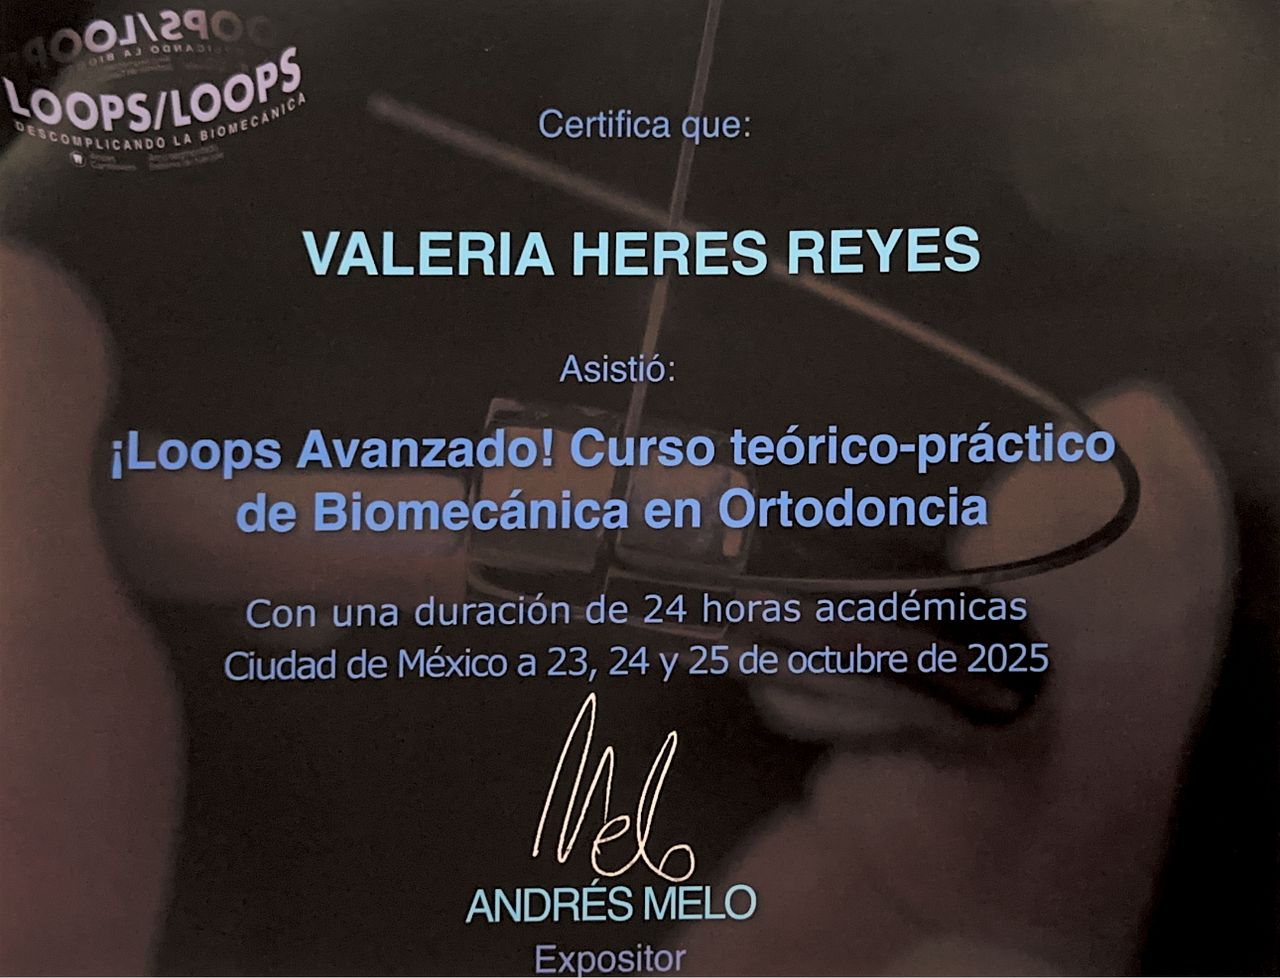 LOOPS/LOOPS
DESCOMPLICANDO LA BIOMECÁNICA
Certifica que:
VALERIA HERES REYES
Asistió:
¡Loops Avanzado! Curso teórico-práctico
de Biomecánica en Ortodoncia
Con una duración de 24 horas académicas
Ciudad de México a 23, 24 y 25 de octubre de 2025
Melo
ANDRÉS MELO
Expositor